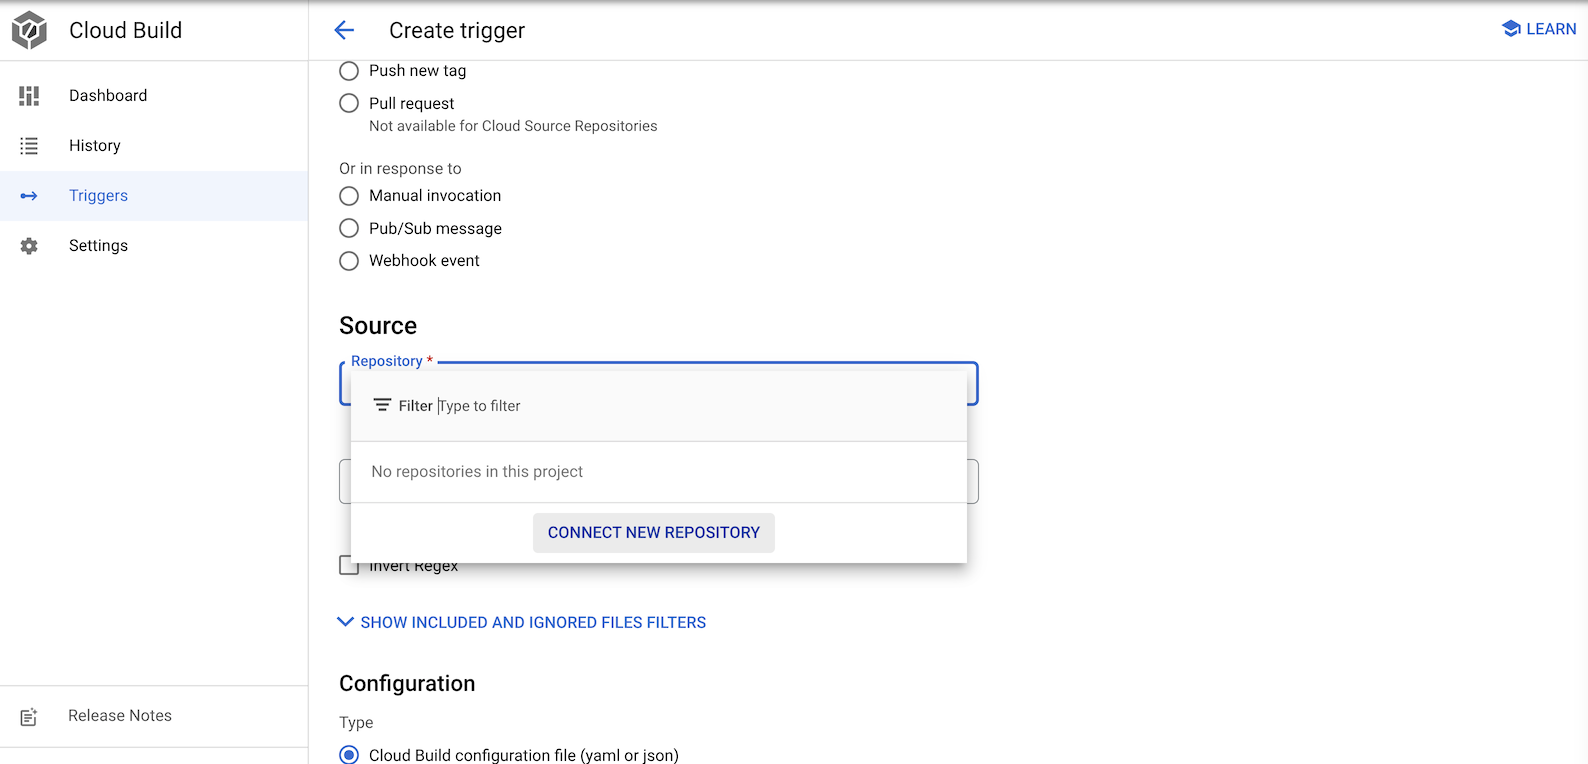 Cloud Build
Create trigger
LEARN
Dashboard
History
Triggers
Settings
Release Notes
Push new tag
Pull request
Not available for Cloud Source Repositories
Or in response to
Manual invocation
Pub/Sub message
Webhook event
Source
Repository *
Filter Type to filter
No repositories in this project
CONNECT NEW REPOSITORY
Invert Regex
SHOW INCLUDED AND IGNORED FILES FILTERS
Configuration
Type
Cloud Build configuration file (yaml or json)